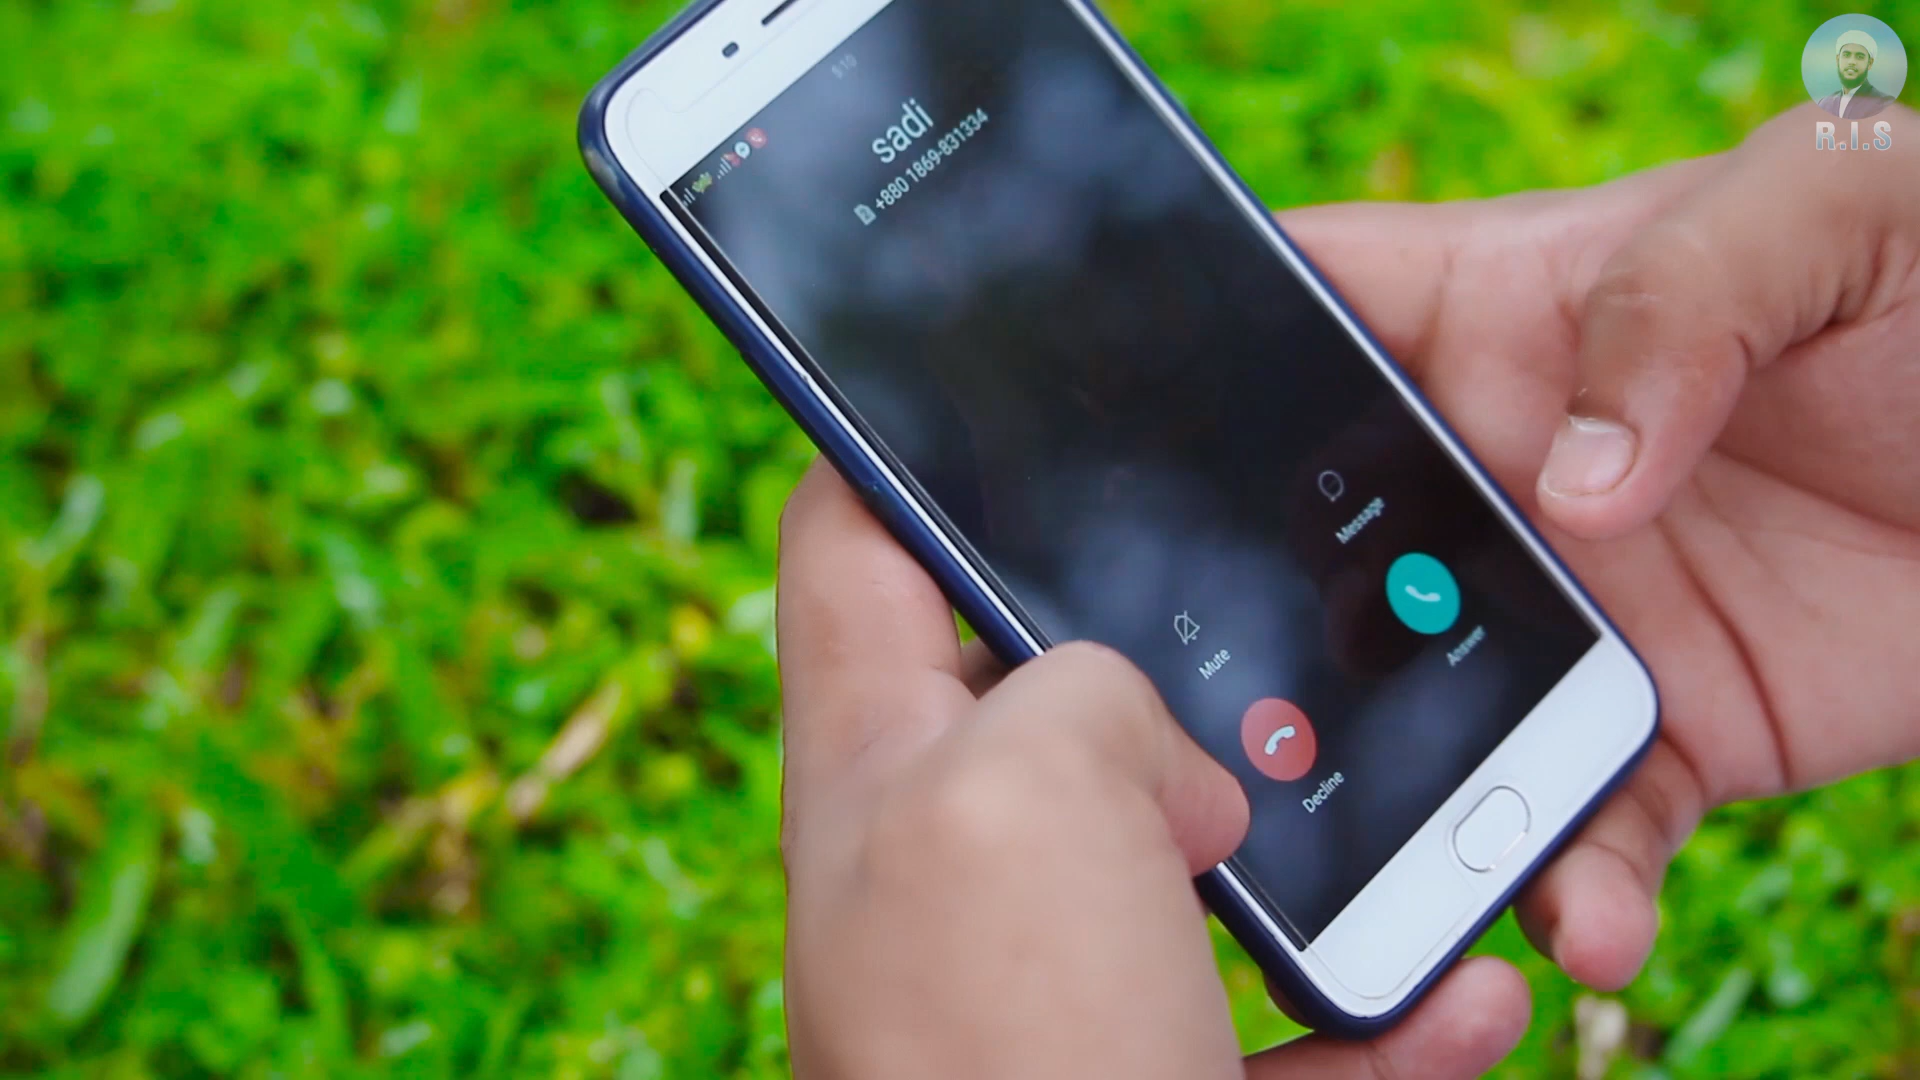 sadi
+880 1869-831334
Message
Mute
Answer
Decline
R.I.S